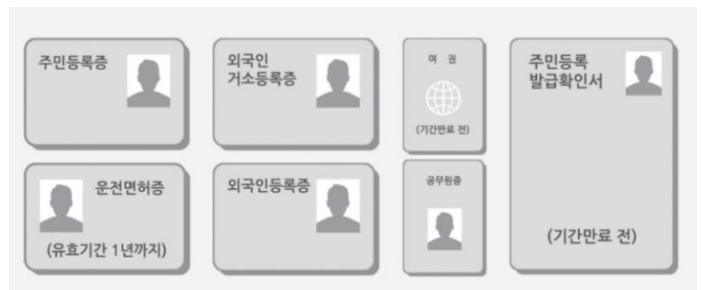 주민등록증
외국인
거소등록증
여 권
(기간만료 전)
주민등록
발급확인서
(기간만료 전)
운전면허증
(유효기간 1년까지)
외국인등록증
공무원증